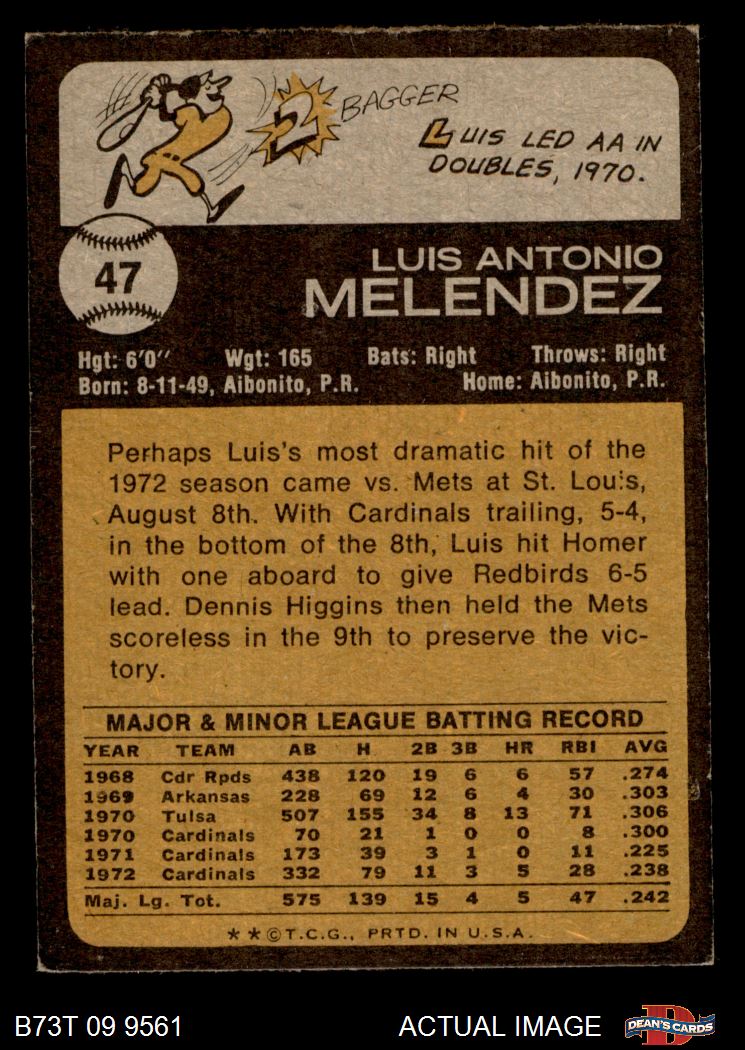 2 BAGGER
LUIS LED AA IN
DOUBLES, 1970.
47
LUIS ANTONIO
MELENDEZ
Hgt: 6'0" Wgt: 165 Bats: Right Throws: Right
Born: 8-11-49, Aibonito, P.R. Home: Aibonito, P.R.
Perhaps Luis's most dramatic hit of the
1972 season came vs. Mets at St. Louis,
August 8th. With Cardinals trailing, 5-4,
in the bottom of the 8th, Luis hit Homer
with one aboard to give Redbirds 6-5
lead. Dennis Higgins then held the Mets
scoreless in the 9th to preserve the vic-
tory.
MAJOR & MINOR LEAGUE BATTING RECORD
YEAR TEAM AB H 2B 3B HR RBI AVG
1968 Cdr Rpds 438 120 19 6 6 57 .274
1969 Arkansas 228 69 12 6 4 30 .303
1970 Tulsa 507 155 34 8 13 71 .306
1970 Cardinals 70 21 1 0 0 8 .300
1971 Cardinals 173 39 3 1 0 11 .225
1972 Cardinals 332 79 11 3 5 28 .238
Maj. Lg. Tot. 575 139 15 4 5 47 .242
**©T.C.G., PRTD. IN U.S.A.
B73T 09 9561 ACTUAL IMAGE D DEAN'S CARDS